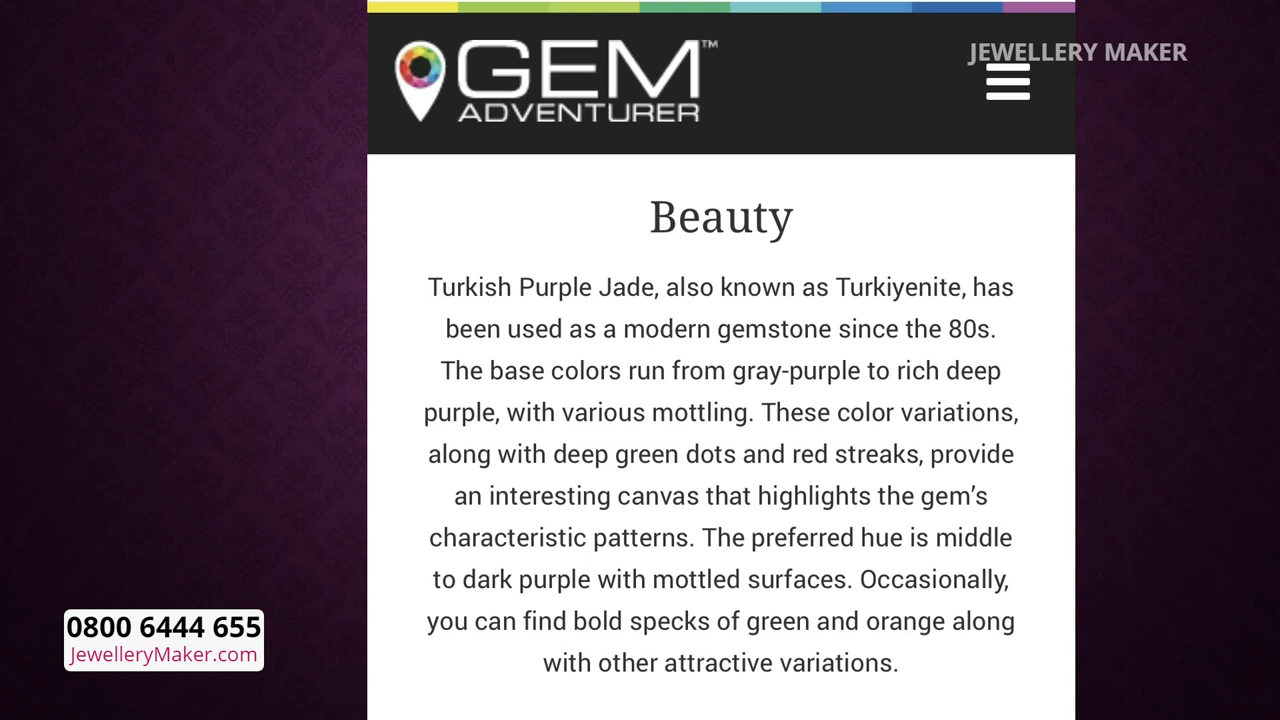 GEM™
ADVENTURER
JEWELLERY MAKER
Beauty
Turkish Purple Jade, also known as Turkiyenite, has
been used as a modern gemstone since the 80s.
The base colors run from gray-purple to rich deep
purple, with various mottling. These color variations,
along with deep green dots and red streaks, provide
an interesting canvas that highlights the gem’s
characteristic patterns. The preferred hue is middle
to dark purple with mottled surfaces. Occasionally,
you can find bold specks of green and orange along
with other attractive variations.
0800 6444 655
JewelleryMaker.com